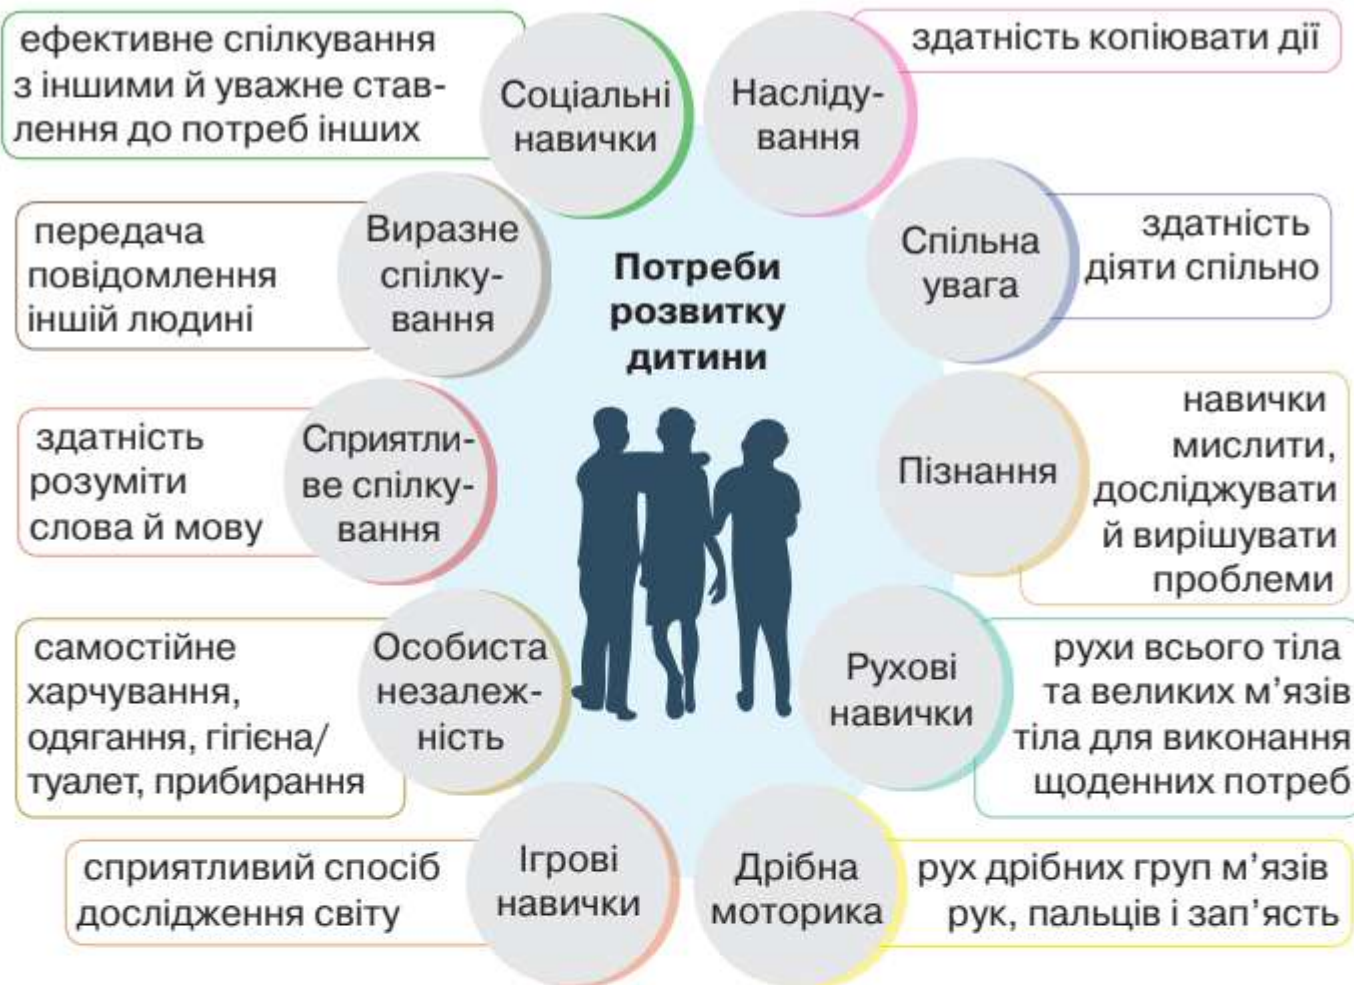 Потреби
розвитку
дитини
ефективне спілкування
з іншими й уважне став-
лення до потреб інших
Соціальні
навички
Насліду-
вання
здатність копіювати дії
передача
повідомлення
іншій людині
Виразне
спілку-
вання
Спільна
увага
здатність
діяти спільно
здатність
розуміти
слова й мову
Сприятли-
ве спілку-
вання
Пізнання
навички
мислити,
досліджувати
й вирішувати
проблеми
самостійне
харчування,
одягання, гігієна/
туалет, прибирання
Особиста
незалеж-
ність
Рухові
навички
рухи всього тіла
та великих м’язів
тіла для виконання
щоденних потреб
сприятливий спосіб
дослідження світу
Ігрові
навички
Дрібна
моторика
рух дрібних груп м’язів
рук, пальців і зап’ясть